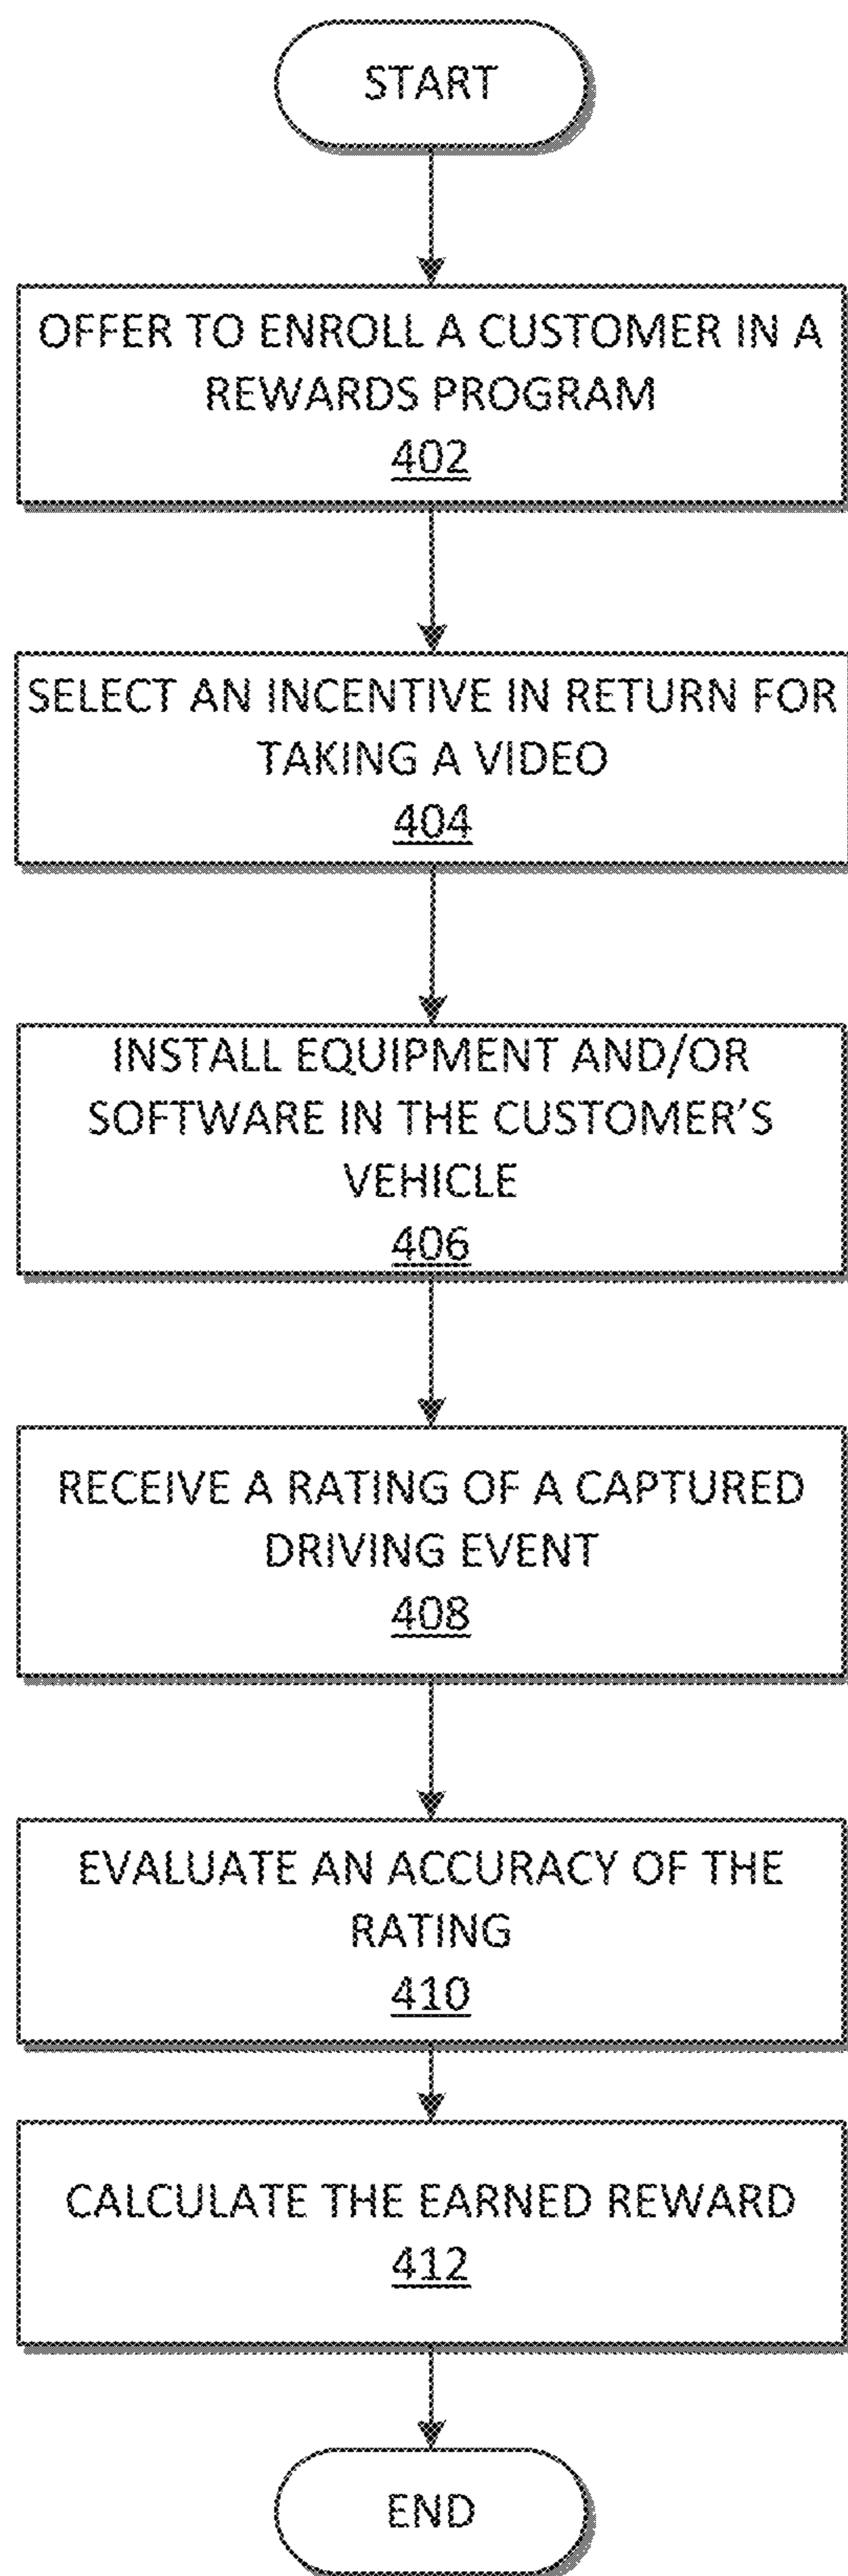 START
OFFER TO ENROLL A CUSTOMER IN A
REWARDS PROGRAM
402
SELECT AN INCENTIVE IN RETURN FOR
TAKING A VIDEO
404
INSTALL EQUIPMENT AND/OR
SOFTWARE IN THE CUSTOMER'S
VEHICLE
406
RECEIVE A RATING OF A CAPTURED
DRIVING EVENT
408
EVALUATE AN ACCURACY OF THE
RATING
410
CALCULATE THE EARNED REWARD
412
END